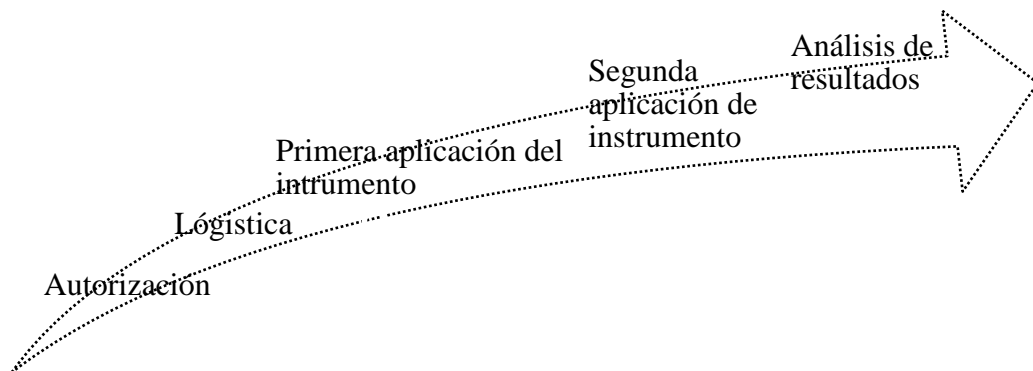 Autorización
Lógistica
Primera aplicación del
intrumento
Segunda
aplicación de
instrumento
Análisis de
resultados